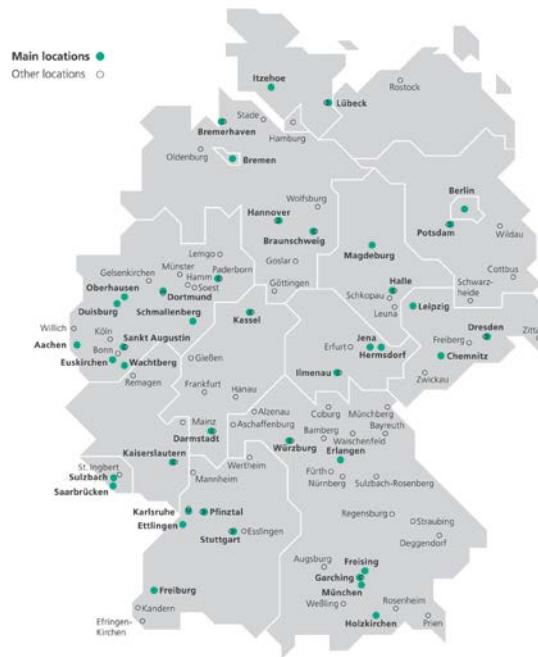 Main locations
Other locations
Itzehoe
Rostock
Lübeck
Stade
Bremerhaven
Hamburg
Oldenburg
Bremen
Wolfsburg
Berlin
Hannover
Potsdam
Wildau
Braunschweig
Magdeburg
Lemgo
Goslar
Münster
Paderborn
Gelsenkirchen
Hamm
Cottbus
Soest
Göttingen
Halle
Schwarz-
heide
Oberhausen
Dortmund
Schkopau
Leipzig
Duisburg
Leuna
Schmallenberg
Kassel
Willich
Köln
Sankt Augustin
Jena
Dresden
Aachen
Bonn
Erfurt
Hermsdorf
Freiberg
Euskirchen
Wachtberg
Gießen
Chemnitz
Remagen
Ilmenau
Zwickau
Frankfurt
Hanau
Alzenau
Coburg
Münchberg
Mainz
Aschaffenburg
Bamberg
Bayreuth
Darmstadt
Waischenfeld
Würzburg
Erlangen
Kaiserslautern
Wertheim
St. Ingbert
Mannheim
Fürth
Sulzbach
Nürnberg
Sulzbach-Rosenberg
Saarbrücken
Karlsruhe
Pfinztal
Regensburg
Ettlingen
Straubing
Stuttgart
Esslingen
Deggendorf
Augsburg
Freising
Garching
Freiburg
München
Weßling
Rosenheim
Kandern
Holzkirchen
Prien
Efringen-
Kirchen